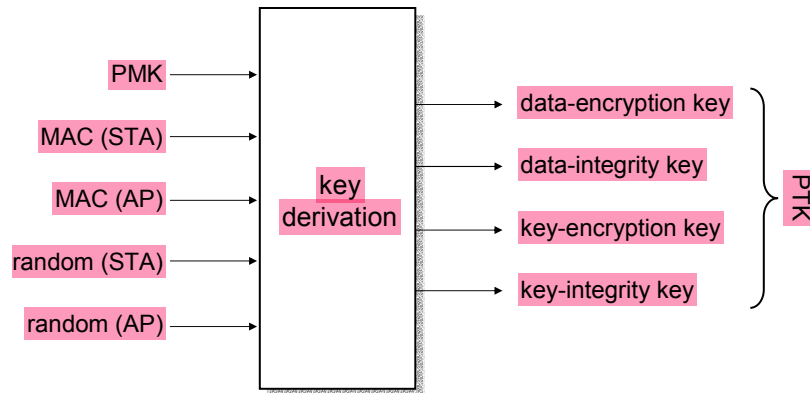 PMK
MAC (STA)
MAC (AP)
random (STA)
random (AP)
key
derivation
data-encryption key
data-integrity key
key-encryption key
key-integrity key
PTK